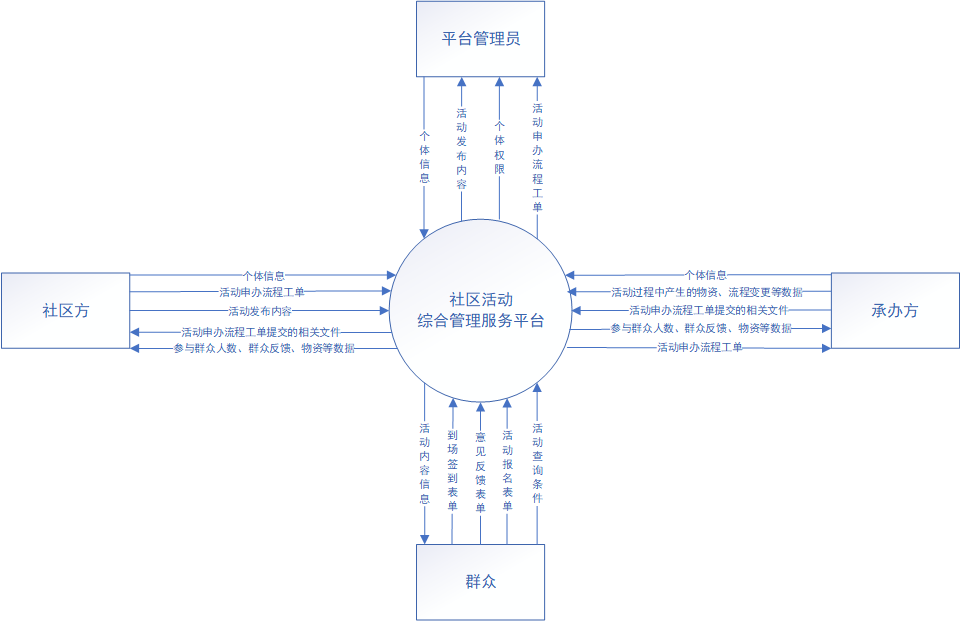 平台管理员
个体信息
活动发布内容
个体权限
活动申办流程工单
社区方
个体信息
活动申办流程工单
活动发布内容
活动申办流程工单提交的相关文件
参与群众人数、群众反馈、物资等数据
社区活动
综合管理服务平台
个体信息
活动过程中产生的物资、流程变更等数据
活动申办流程工单提交的相关文件
参与群众人数、群众反馈、物资等数据
活动申办流程工单
承办方
活动内容信息
到场签到表单
意见反馈表单
活动报名表单
活动查询条件
群众